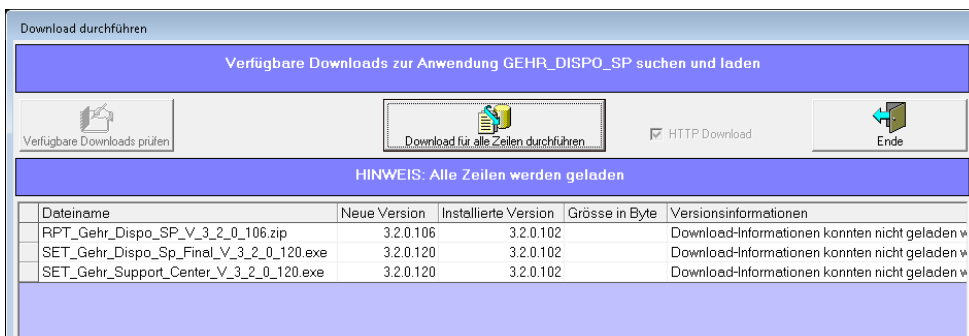 Download durchführen
Verfügbare Downloads zur Anwendung GEHR_DISPO_SP suchen und laden
Verfügbare Downloads prüfen
Download für alle Zeilen durchführen
HTTP Download
Ende
HINWEIS: Alle Zeilen werden geladen
Dateiname Neue Version Installierte Version Grösse in Byte Versionsinformationen
RPT_Gehr_Dispo_SP_V_3_2_0_106.zip 3.2.0.106 3.2.0.102 Download-Informationen konnten nicht geladen w
SET_Gehr_Dispo_Sp_Final_V_3_2_0_120.exe 3.2.0.120 3.2.0.102 Download-Informationen konnten nicht geladen w
SET_Gehr_Support_Center_V_3_2_0_120.exe 3.2.0.120 3.2.0.102 Download-Informationen konnten nicht geladen w